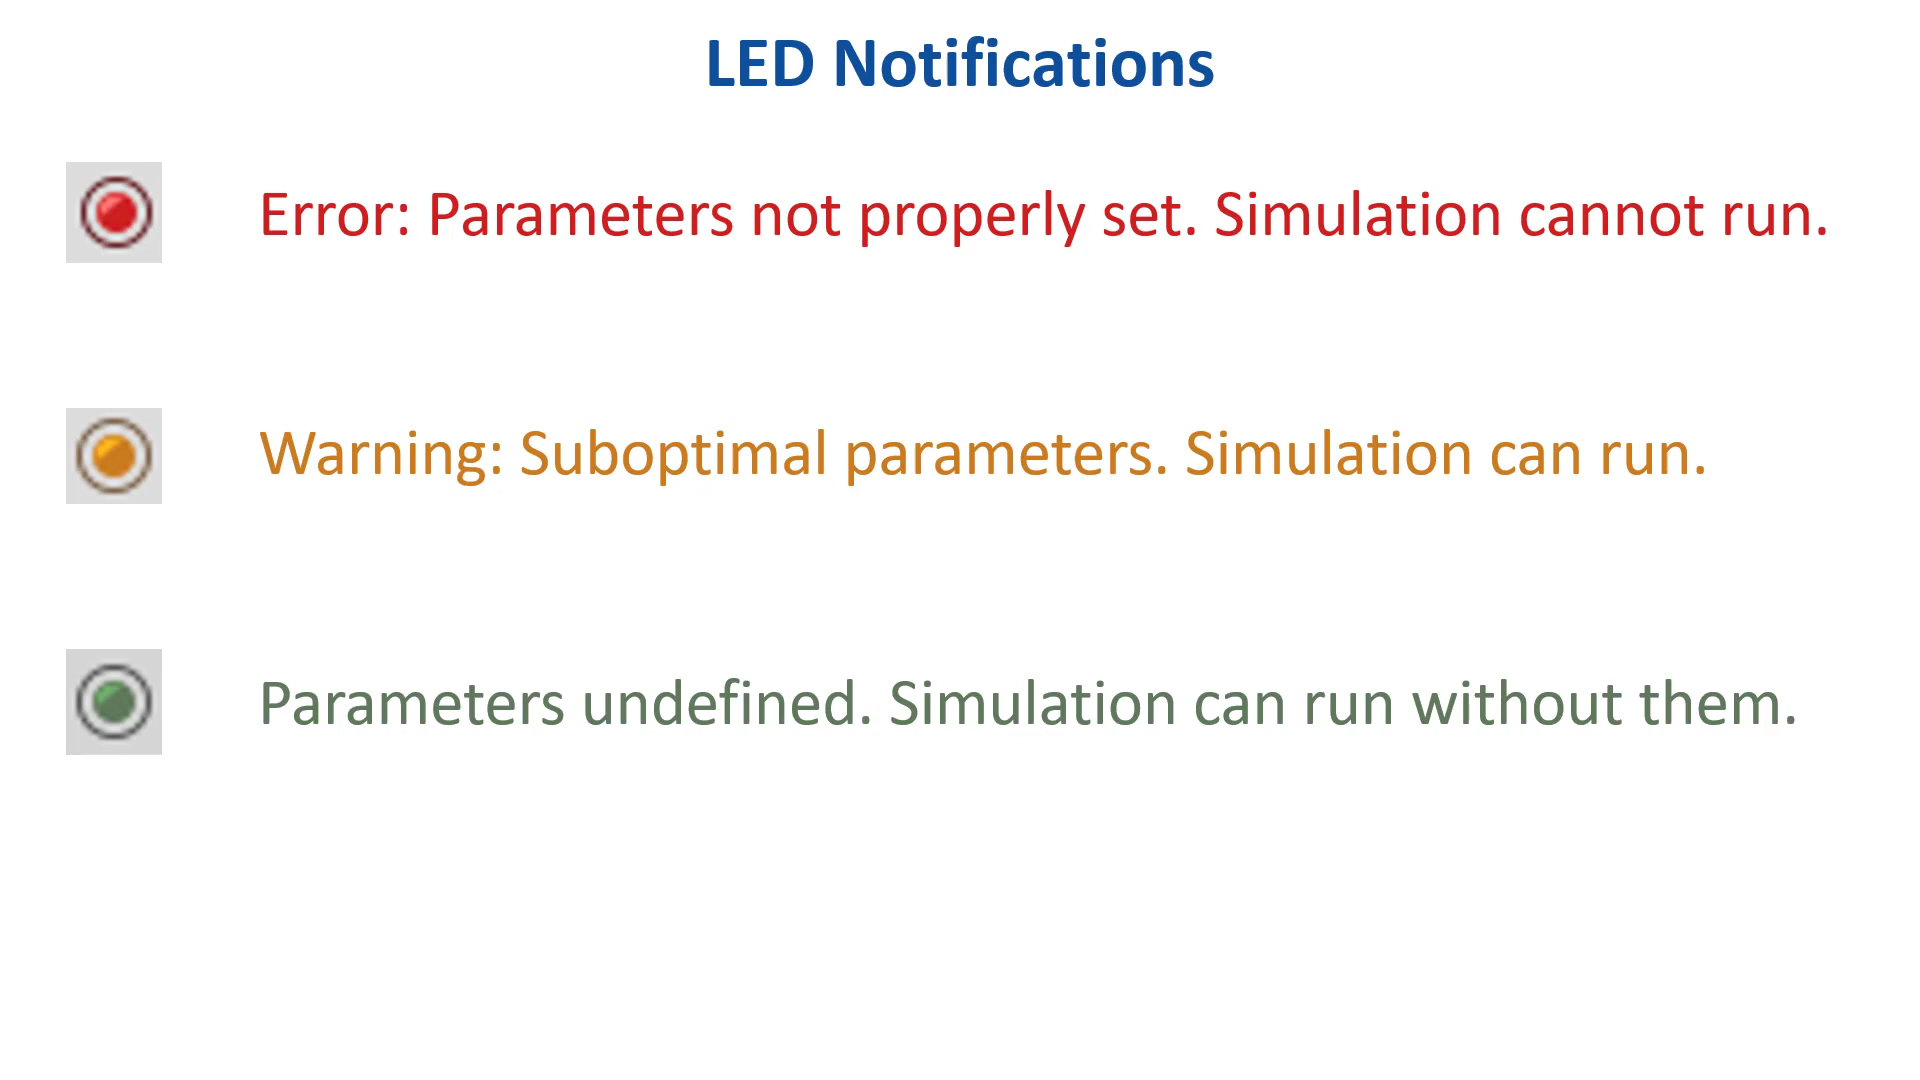 LED Notifications
Error: Parameters not properly set. Simulation cannot run.
Warning: Suboptimal parameters. Simulation can run.
Parameters undefined. Simulation can run without them.